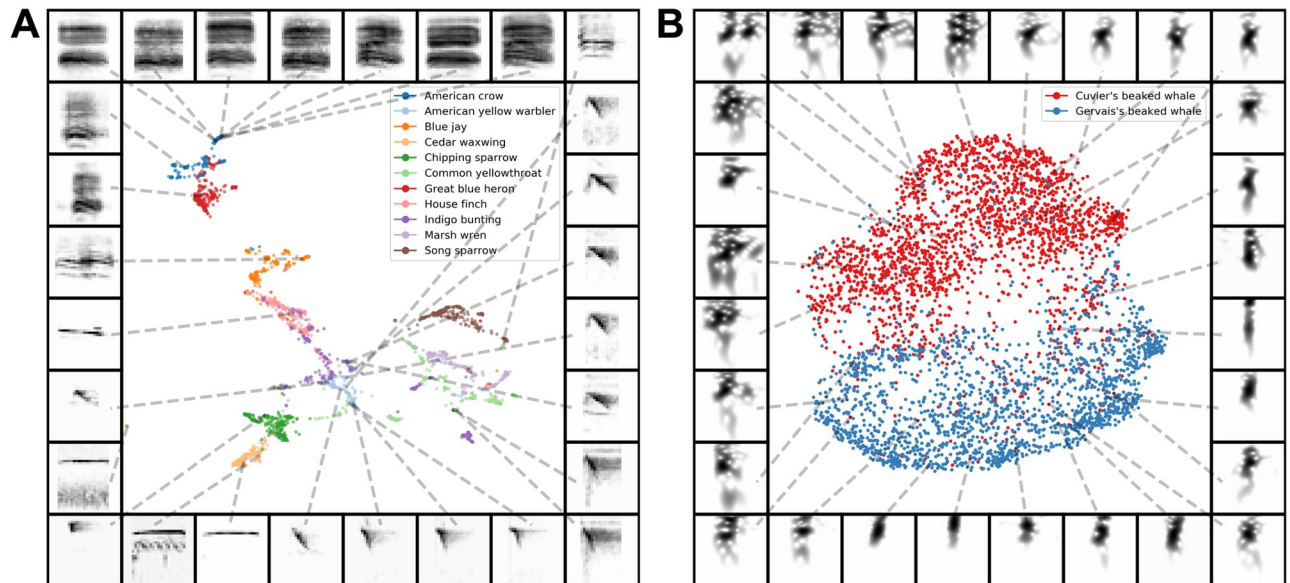 A
American crow
American yellow warbler
Blue jay
Cedar waxwing
Chipping sparrow
Common yellowthroat
Great blue heron
House finch
Indigo bunting
Marsh wren
Song sparrow
B
Cuvier's beaked whale
Gervais's beaked whale